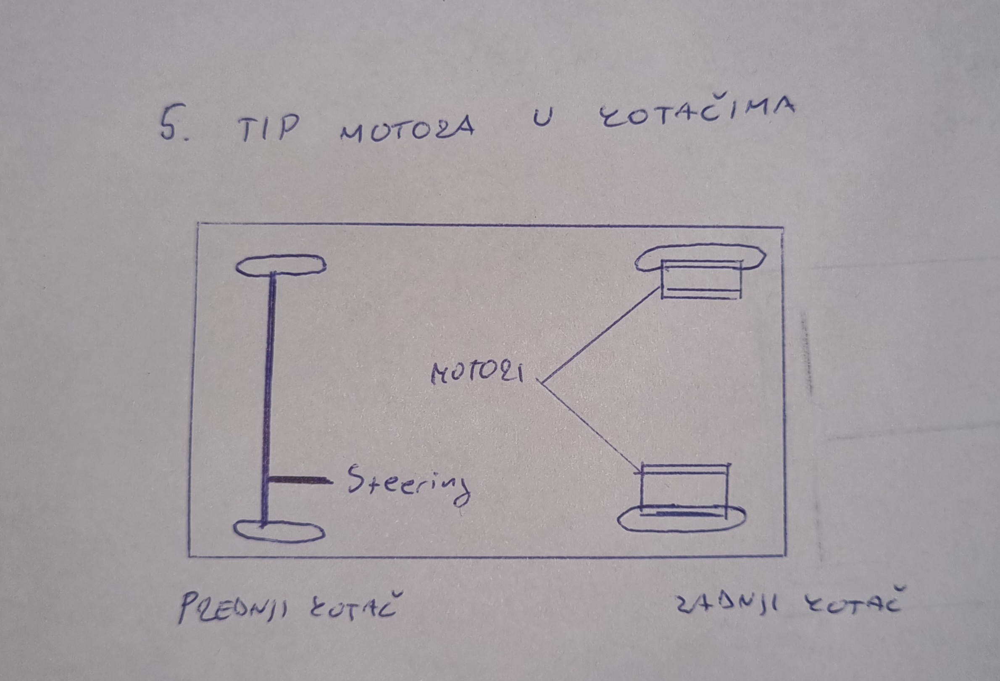 5. TIP MOTORA U KOTAČIMA
MOTORI
Steering
PREDNJI KOTAČ
ZADNJI KOTAČ